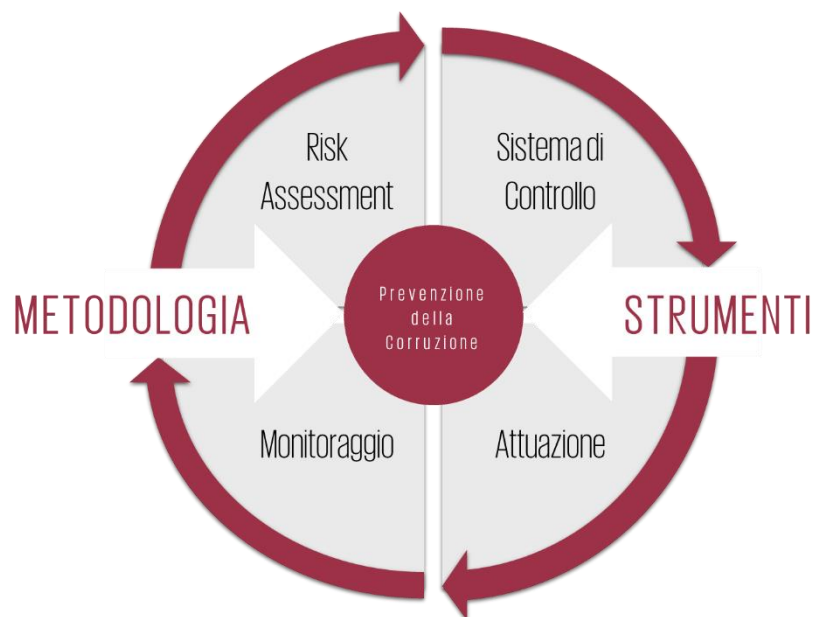 Risk
Assessment
Sistema di
Controllo
METODOLOGIA
Prevenzione
della
Corruzione
STRUMENTI
Monitoraggio
Attuazione